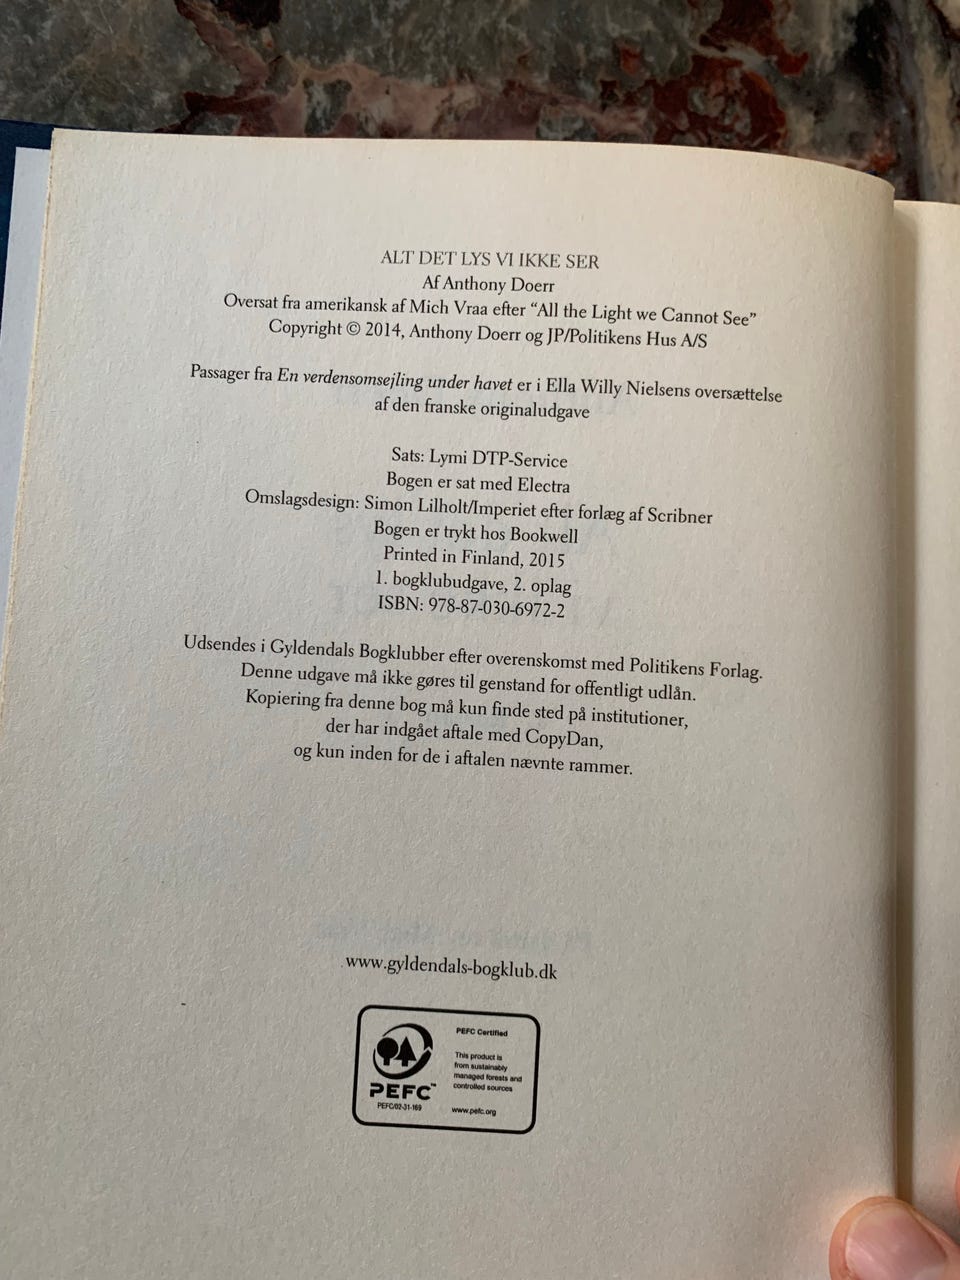 ALT DET LYS VI IKKE SER
Af Anthony Doerr
Oversat fra amerikansk af Mich Vraa efter “All the Light we Cannot See”
Copyright © 2014, Anthony Doerr og JP/Politikens Hus A/S
Passager fra En verdensomsejling under havet er i Ella Willy Nielsens oversættelse
af den franske originaludgave
Sats: Lymi DTP-Service
Bogen er sat med Electra
Omslagsdesign: Simon Lilholt/Imperiet efter forlæg af Scribner
Bogen er trykt hos Bookwell
Printed in Finland, 2015
1. bogklubudgave, 2. oplag
ISBN: 978-87-030-6972-2
Udsendes i Gyldendals Bogklubber efter overenskomst med Politikens Forlag.
Denne udgave må ikke gøres til genstand for offentligt udlån.
Kopiering fra denne bog må kun finde sted på institutioner,
der har indgået aftale med CopyDan,
og kun inden for de i aftalen nævnte rammer.
www.gyldendals-bogklub.dk
PEFC™
PEFC/02-31-169
PEFC Certified
This product is
from sustainably
managed forests and
controlled sources
www.pefc.org